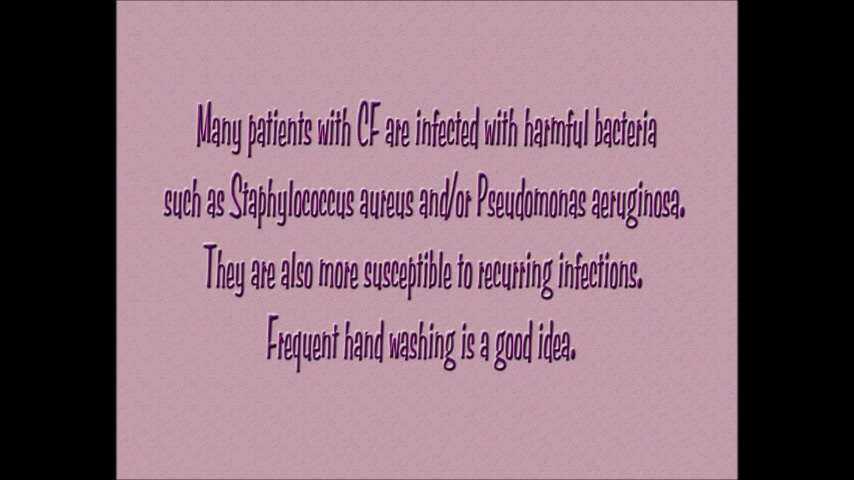 Many patients with CF are infected with harmful bacteria
such as Staphylococcus aureus and/or Pseudomonas aeruginosa.
They are also more susceptible to recurring infections.
Frequent hand washing is a good idea.